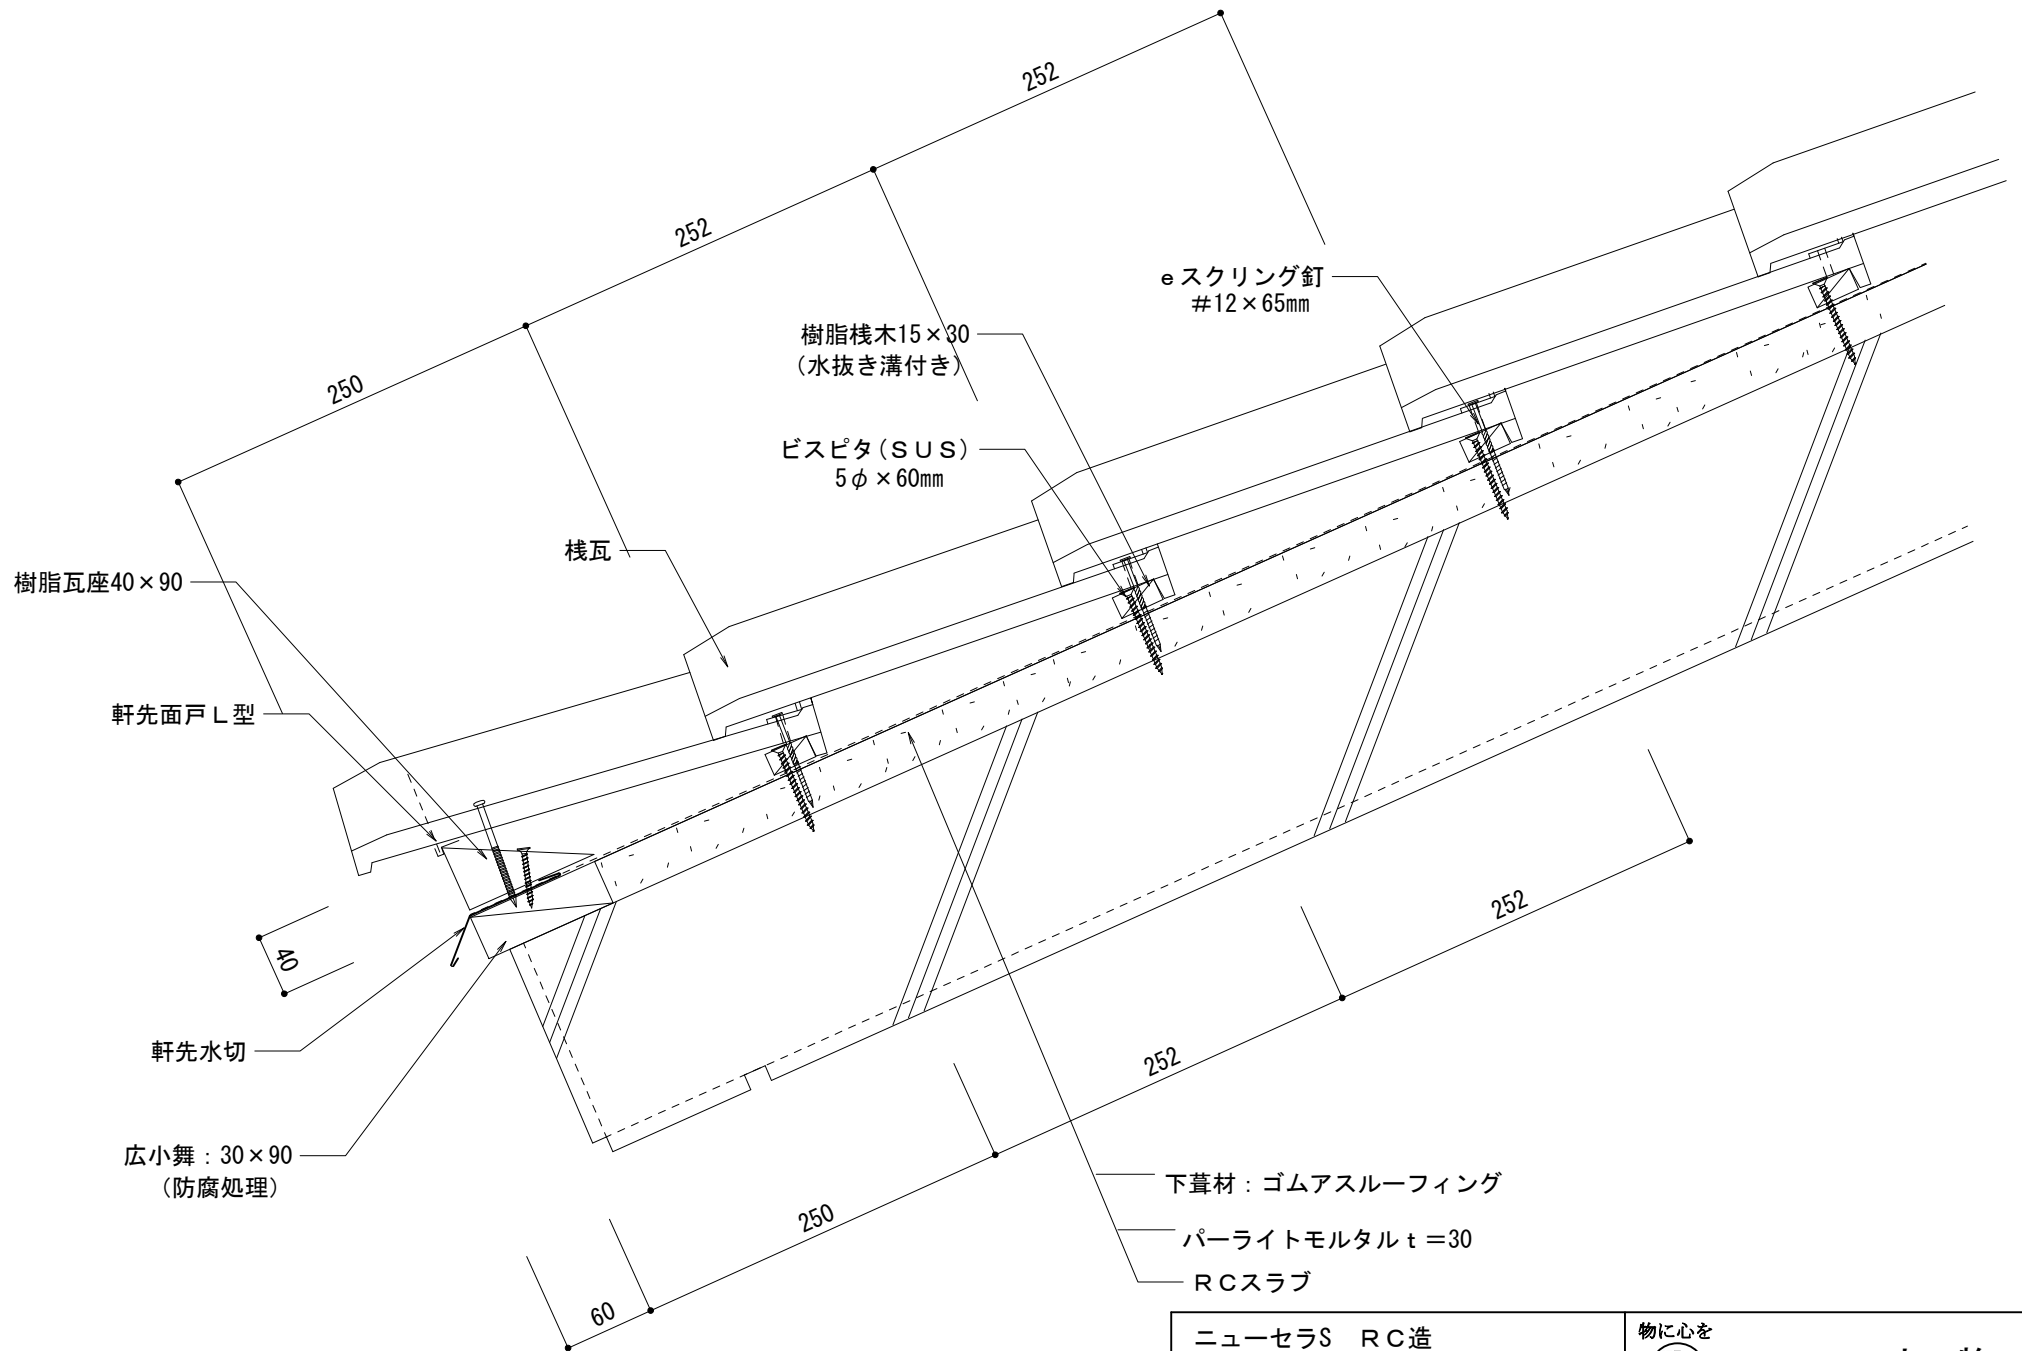 252
252
250
eスクリング釘
#12×65mm
樹脂桟木15×30
(水抜き溝付き)
ビスピタ(SUS)
5φ×60mm
桟瓦
樹脂瓦座40×90
軒先面戸L型
40
軒先水切
広小舞:30×90
(防腐処理)
252
252
250
60
下葺材:ゴムアスルーフィング
パーライトモルタルt=30
RCスラブ
ニューセラS RC造
物に心を